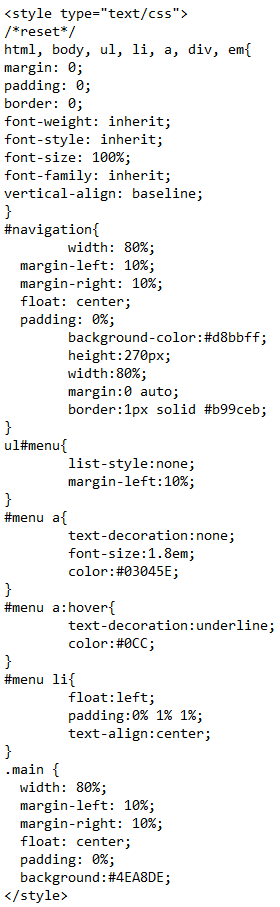 <style type="text/css">
/*reset*/
html, body, ul, li, a, div, em{
margin: 0;
padding: 0;
border: 0;
font-weight: inherit;
font-style: inherit;
font-size: 100%;
font-family: inherit;
vertical-align: baseline;
}
#navigation{
        width: 80%;
  margin-left: 10%;
  margin-right: 10%;
  float: center;
  padding: 0%;
        background-color:#d8bbff;
        height:270px;
        width:80%;
        margin:0 auto;
        border:1px solid #b99ceb;
}
ul#menu{
        list-style:none;
        margin-left:10%;
}
#menu a{
        text-decoration:none;
        font-size:1.8em;
        color:#03045E;
}
#menu a:hover{
        text-decoration:underline;
        color:#0CC;
}
#menu li{
        float:left;
        padding:0% 1% 1%;
        text-align:center;
}
.main {
  width: 80%;
  margin-left: 10%;
  margin-right: 10%;
  float: center;
  padding: 0%;
  background:#4EA8DE;
</style>